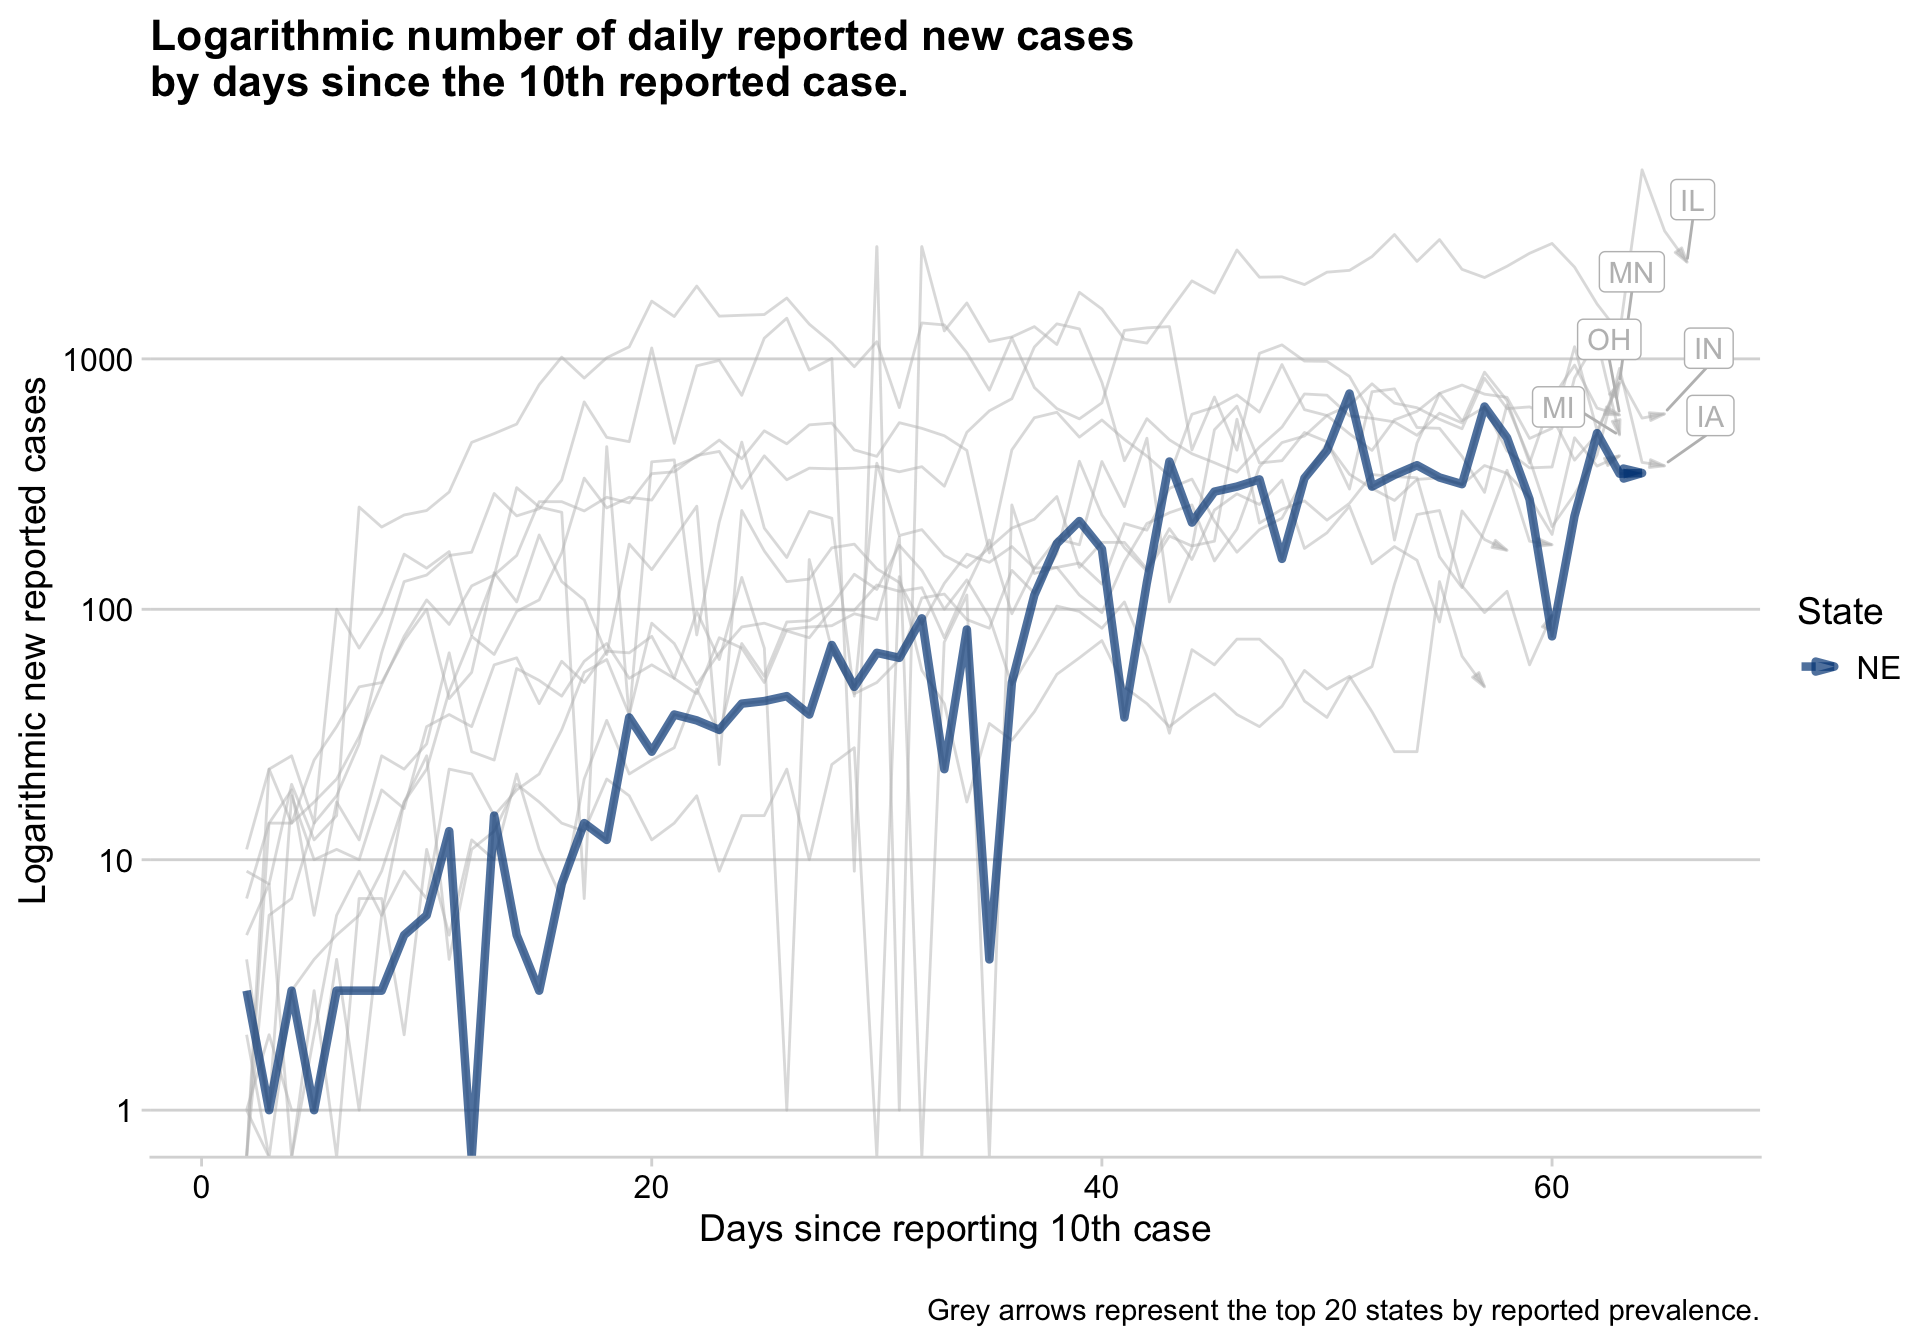 Logarithmic number of daily reported new cases
by days since the 10th reported case.
IL
MN
OH
IN
MI
IA
1000
100
10
1
Logarithmic new reported cases
State
NE
0
20
40
60
Days since reporting 10th case
Grey arrows represent the top 20 states by reported prevalence.